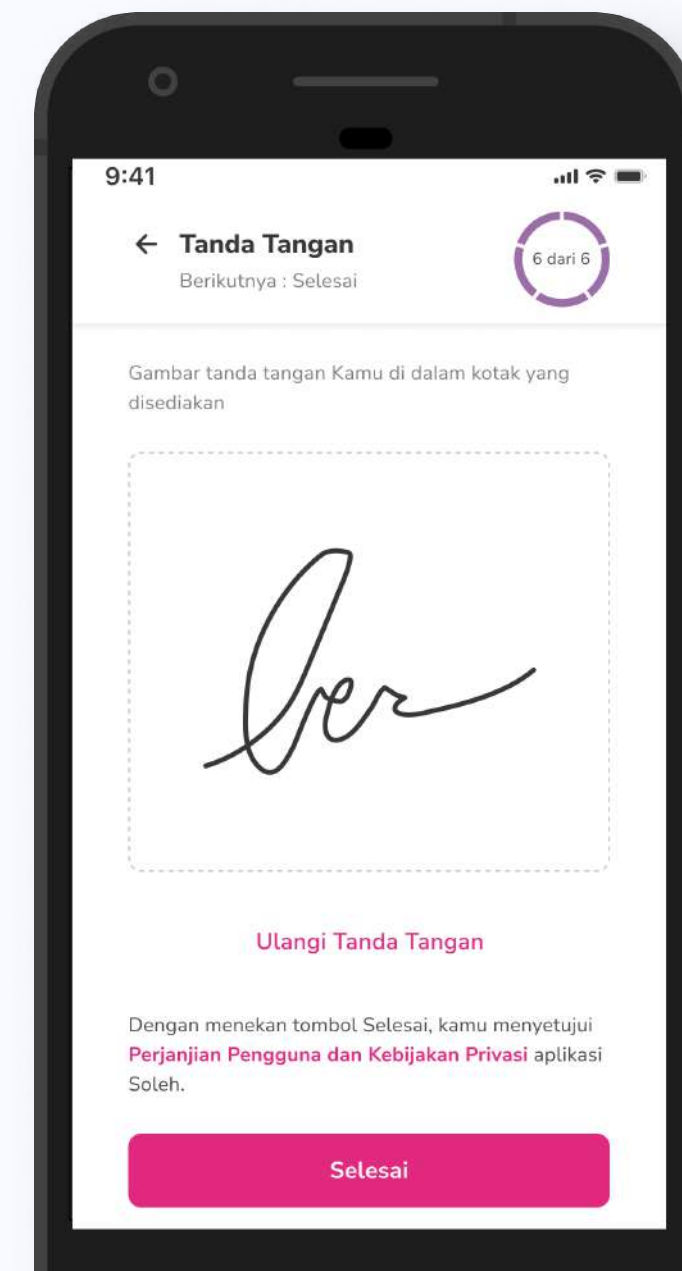 9:41
Tanda Tangan
Berikutnya : Selesai
6 dari 6
Gambar tanda tangan Kamu di dalam kotak yang
disediakan
Ulangi Tanda Tangan
Dengan menekan tombol Selesai, kamu menyetujui
Perjanjian Pengguna dan Kebijakan Privasi aplikasi
Soleh.
Selesai